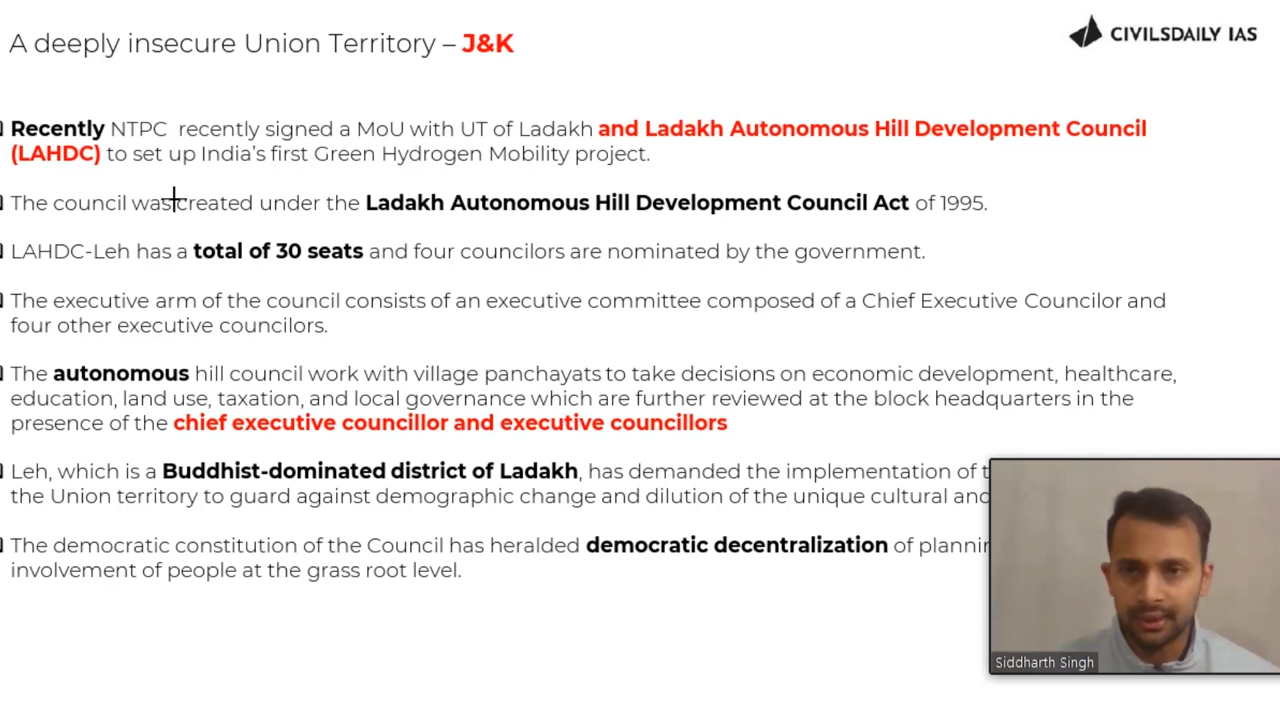 A deeply insecure Union Territory – J&K
CIVILSDAILY IAS
Recently NTPC recently signed a MoU with UT of Ladakh and Ladakh Autonomous Hill Development Council
(LAHDC) to set up India's first Green Hydrogen Mobility project.
The council was created under the Ladakh Autonomous Hill Development Council Act of 1995.
LAHDC-Leh has a total of 30 seats and four councilors are nominated by the government.
The executive arm of the council consists of an executive committee composed of a Chief Executive Councilor and
four other executive councilors.
The autonomous hill council work with village panchayats to take decisions on economic development, healthcare,
education, land use, taxation, and local governance which are further reviewed at the block headquarters in the
presence of the chief executive councillor and executive councillors
Leh, which is a Buddhist-dominated district of Ladakh, has demanded the implementation of
the Union territory to guard against demographic change and dilution of the unique cultural and
The democratic constitution of the Council has heralded democratic decentralization of
involvement of people at the grass root level.
Siddharth Singh